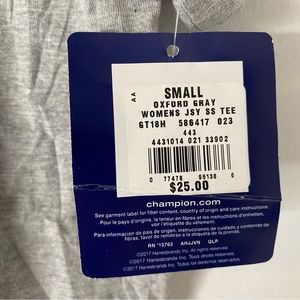 AA
SMALL
OXFORD GRAY
WOMENS JSY SS TEE
GT18H 586417 023
443
4431014 021 33902
0 77478 98138 0
$25.00
champion.com
See garment label for fiber content, country of origin and care instructions.
Pour le pays d'origine, la teneur en fibres et les instructions d'entretien,
voir l'étiquette du vêtement.
Para información de país de origen, instrucciones de cuidado o contenido de
fibras, favor de revisar la etiqueta de la prenda.
RN 15763 AHJJVN QLP
©2017 Hanesbrands Inc. All rights reserved.
©2017 Hanesbrands Inc. Tous droits réservés.
©2017 Hanesbrands Inc. Todos los derechos reservados.